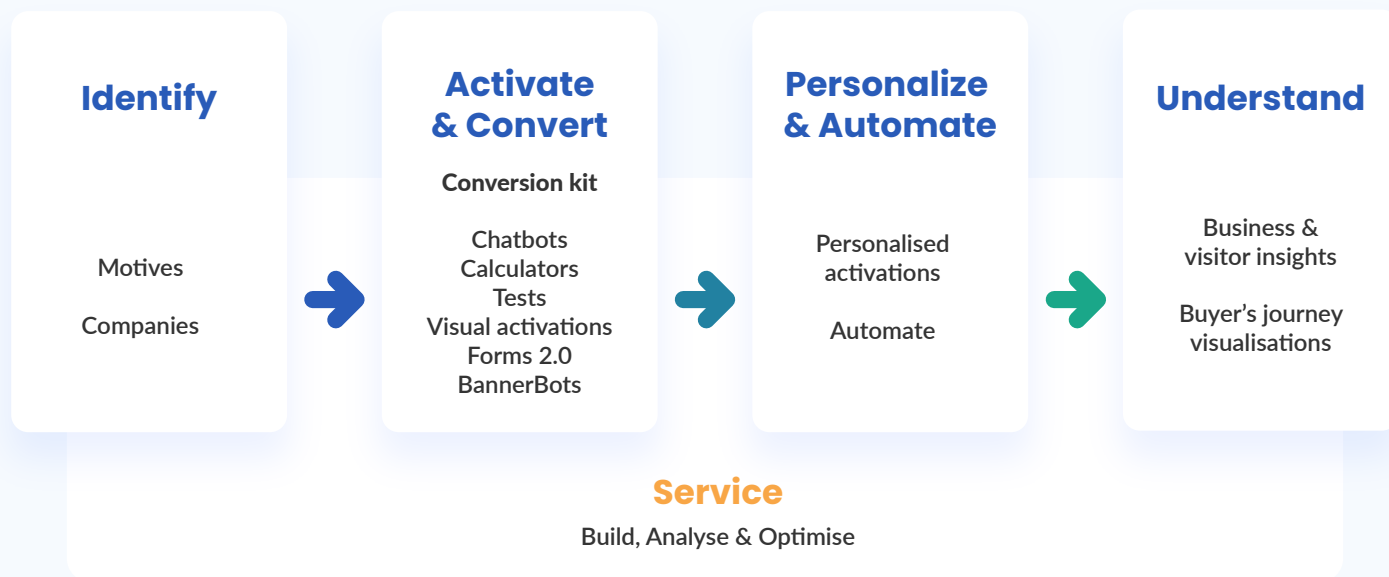 Identify
Motives
Companies
Activate
& Convert
Conversion kit
Chatbots
Calculators
Tests
Visual activations
Forms 2.0
BannerBots
Personalize
& Automate
Personalised
activations
Automate
Understand
Business &
visitor insights
Buyer’s journey
visualisations
Service
Build, Analyse & Optimise